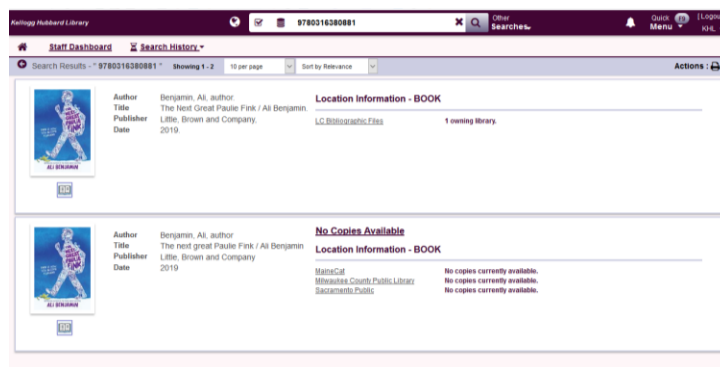 Kellogg Hubbard Library
9780316380881
Other
Searches
Quick
Menu
(Logou
KHL
Staff Dashboard
Search History
Search Results - " 9780316380881 " Showing 1 - 2 10 per page Sort by Relevance
Actions :
Author Benjamin, Ali, author.
Title The Next Great Paulie Fink / Ali Benjamin.
Publisher Little, Brown and Company,
Date 2019.
Location Information - BOOK
LC Bibliographic Files 1 owning library.
ALI BENJAMIN
No Copies Available
Author Benjamin, Ali, author
Title The next great Paulie Fink / Ali Benjamin
Publisher Little, Brown and Company
Date 2019
Location Information - BOOK
MaineCat No copies currently available.
Milwaukee County Public Library No copies currently available.
Sacramento Public No copies currently available.
ALI BENJAMIN